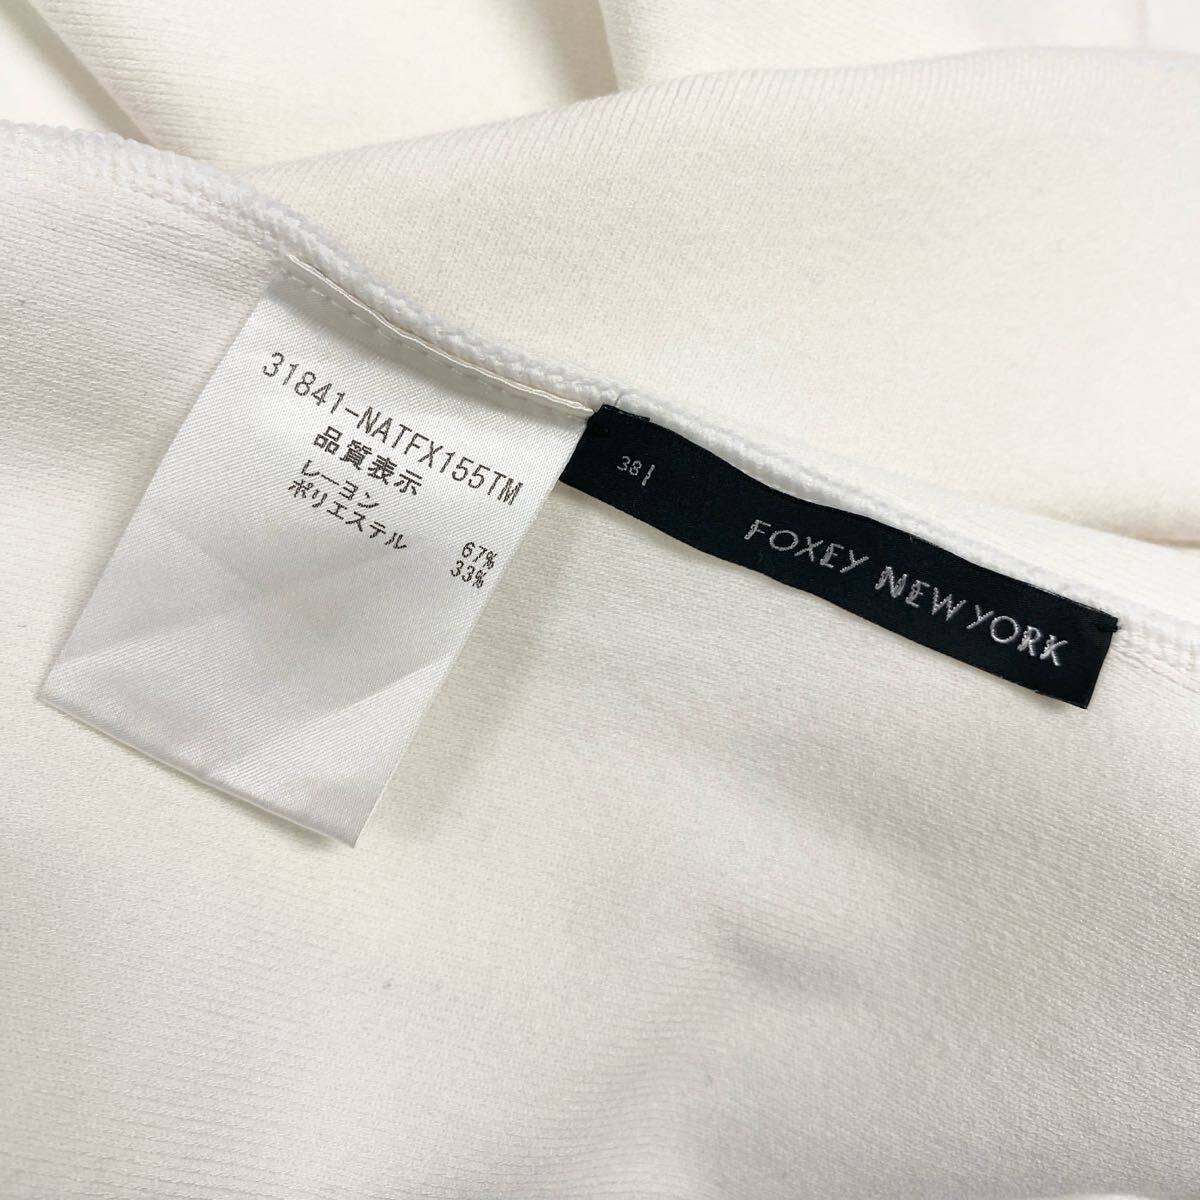 31841-NATFX155TM
品質表示
レーヨン 67%
ポリエステル 33%
38
FOXEY NEW YORK